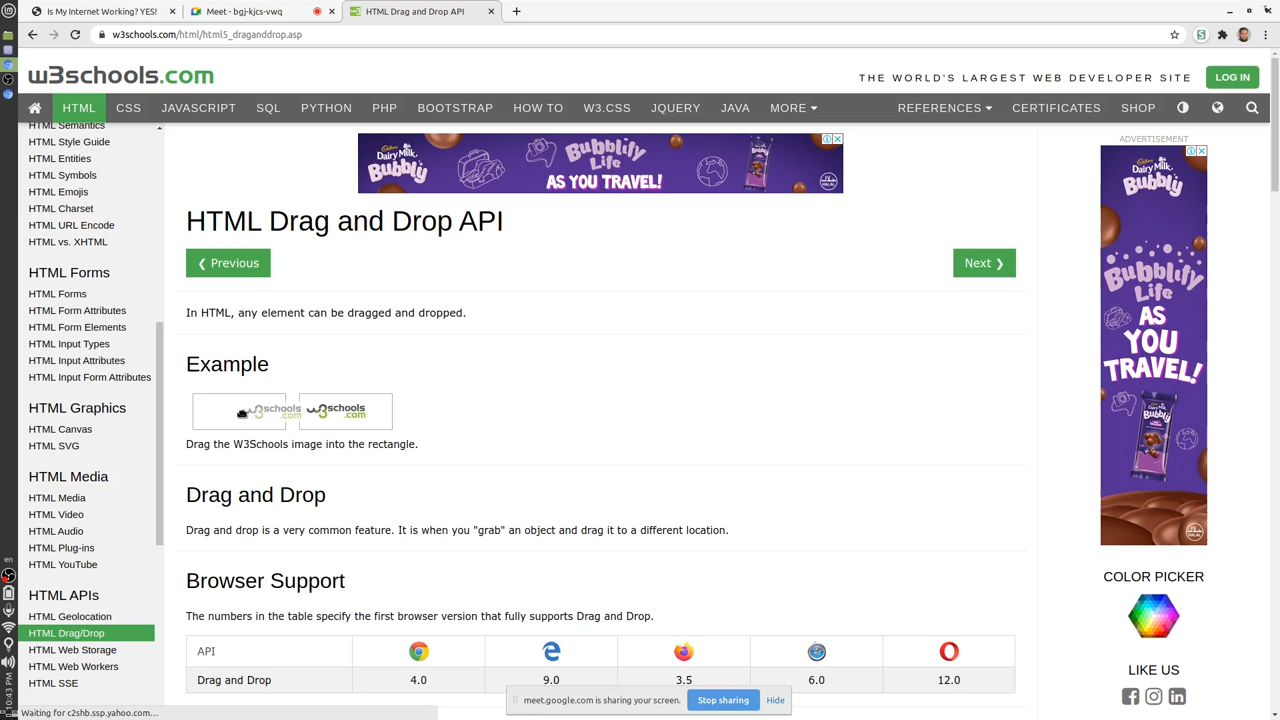 Is My Internet Working? YES!
Meet - bgj-kjcs-vwq
HTML Drag and Drop API
w3schools.com/html/html5_draganddrop.asp
w3schools.com
THE WORLD'S LARGEST WEB DEVELOPER SITE
LOG IN
HTML
CSS
JAVASCRIPT
SQL
PYTHON
PHP
BOOTSTRAP
HOW TO
W3.CSS
JQUERY
JAVA
MORE
REFERENCES
CERTIFICATES
SHOP
HTML Semantics
HTML Style Guide
HTML Entities
HTML Symbols
HTML Emojis
HTML Charset
HTML URL Encode
HTML vs. XHTML
HTML Forms
HTML Forms
HTML Form Attributes
HTML Form Elements
HTML Input Types
HTML Input Attributes
HTML Input Form Attributes
HTML Graphics
HTML Canvas
HTML SVG
HTML Media
HTML Media
HTML Video
HTML Audio
HTML Plug-ins
HTML YouTube
HTML APIs
HTML Geolocation
HTML Drag/Drop
HTML Web Storage
HTML Web Workers
HTML SSE
Cadbury
Dairy Milk
Bubbly
Bubblify
Life
AS YOU TRAVEL!
HALAL
HTML Drag and Drop API
❮ Previous
Next ❯
In HTML, any element can be dragged and dropped.
Example
w3schools
.com
w3schools
.com
Drag the W3Schools image into the rectangle.
Drag and Drop
Drag and drop is a very common feature. It is when you "grab" an object and drag it to a different location.
Browser Support
The numbers in the table specify the first browser version that fully supports Drag and Drop.
API
Drag and Drop
4.0
9.0
3.5
6.0
12.0
ADVERTISEMENT
Cadbury
Dairy Milk
Bubbly
Bubblify
Life
AS
YOU
TRAVEL!
Bubbly
HALAL
COLOR PICKER
LIKE US
meet.google.com is sharing your screen.
Stop sharing
Hide
en
10:43 PM
Waiting for c2shb.ssp.yahoo.com...